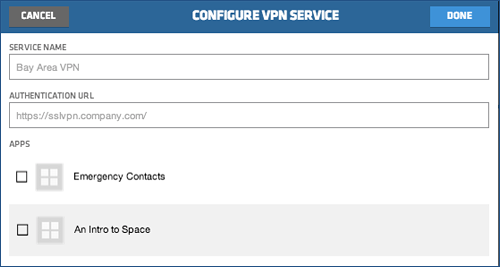 CANCEL CONFIGURE VPN SERVICE DONE
SERVICE NAME
Bay Area VPN
AUTHENTICATION URL
https://sslvpn.company.com/
APPS
Emergency Contacts
An Intro to Space